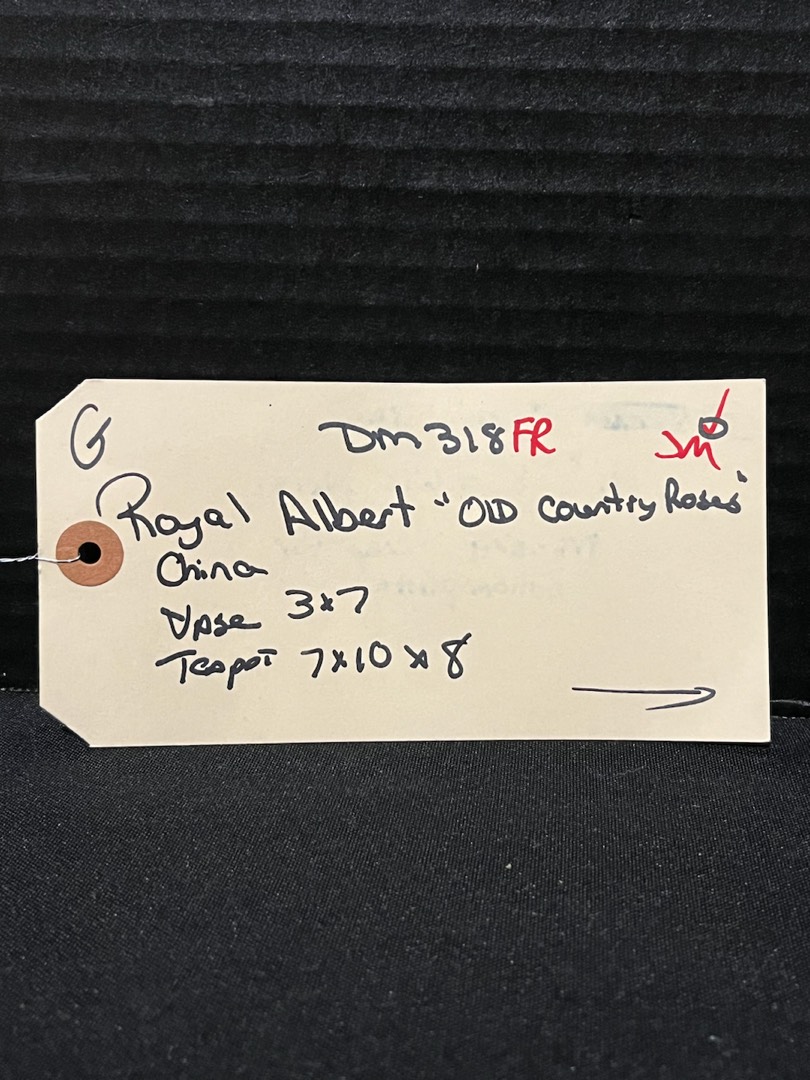 G Dm318FR JM
Royal Albert "OLD Country Roses"
China
Vase 3x7
Teapot 7x10x8